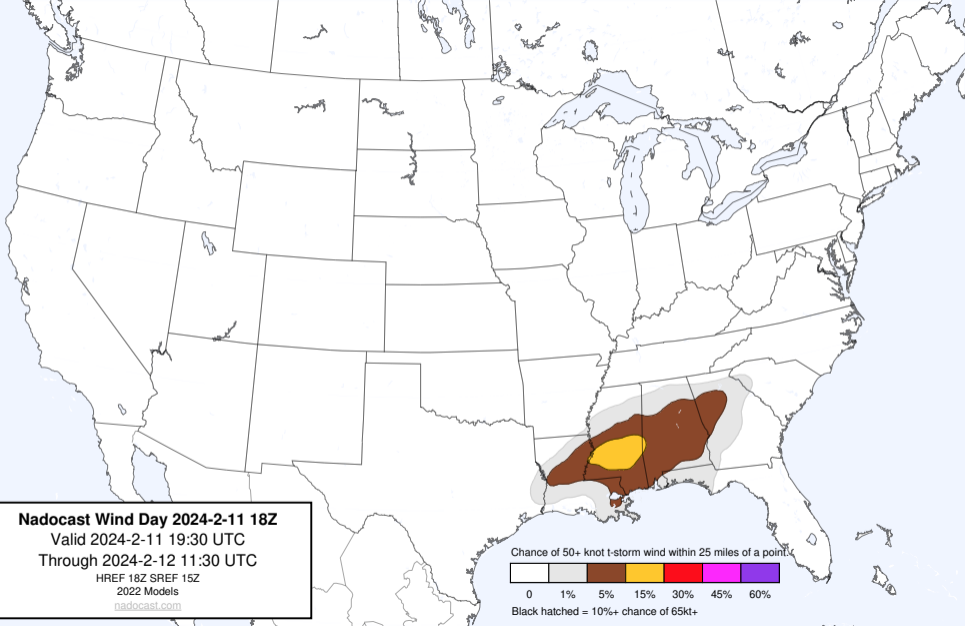 Nadocast Wind Day 2024-2-11 18Z
Valid 2024-2-11 19:30 UTC
Through 2024-2-12 11:30 UTC
HREF 18Z SREF 15Z
2022 Models
nadocast.com
Chance of 50+ knot t-storm wind within 25 miles of a point.
0 1% 5% 15% 30% 45% 60%
Black hatched = 10%+ chance of 65kt+